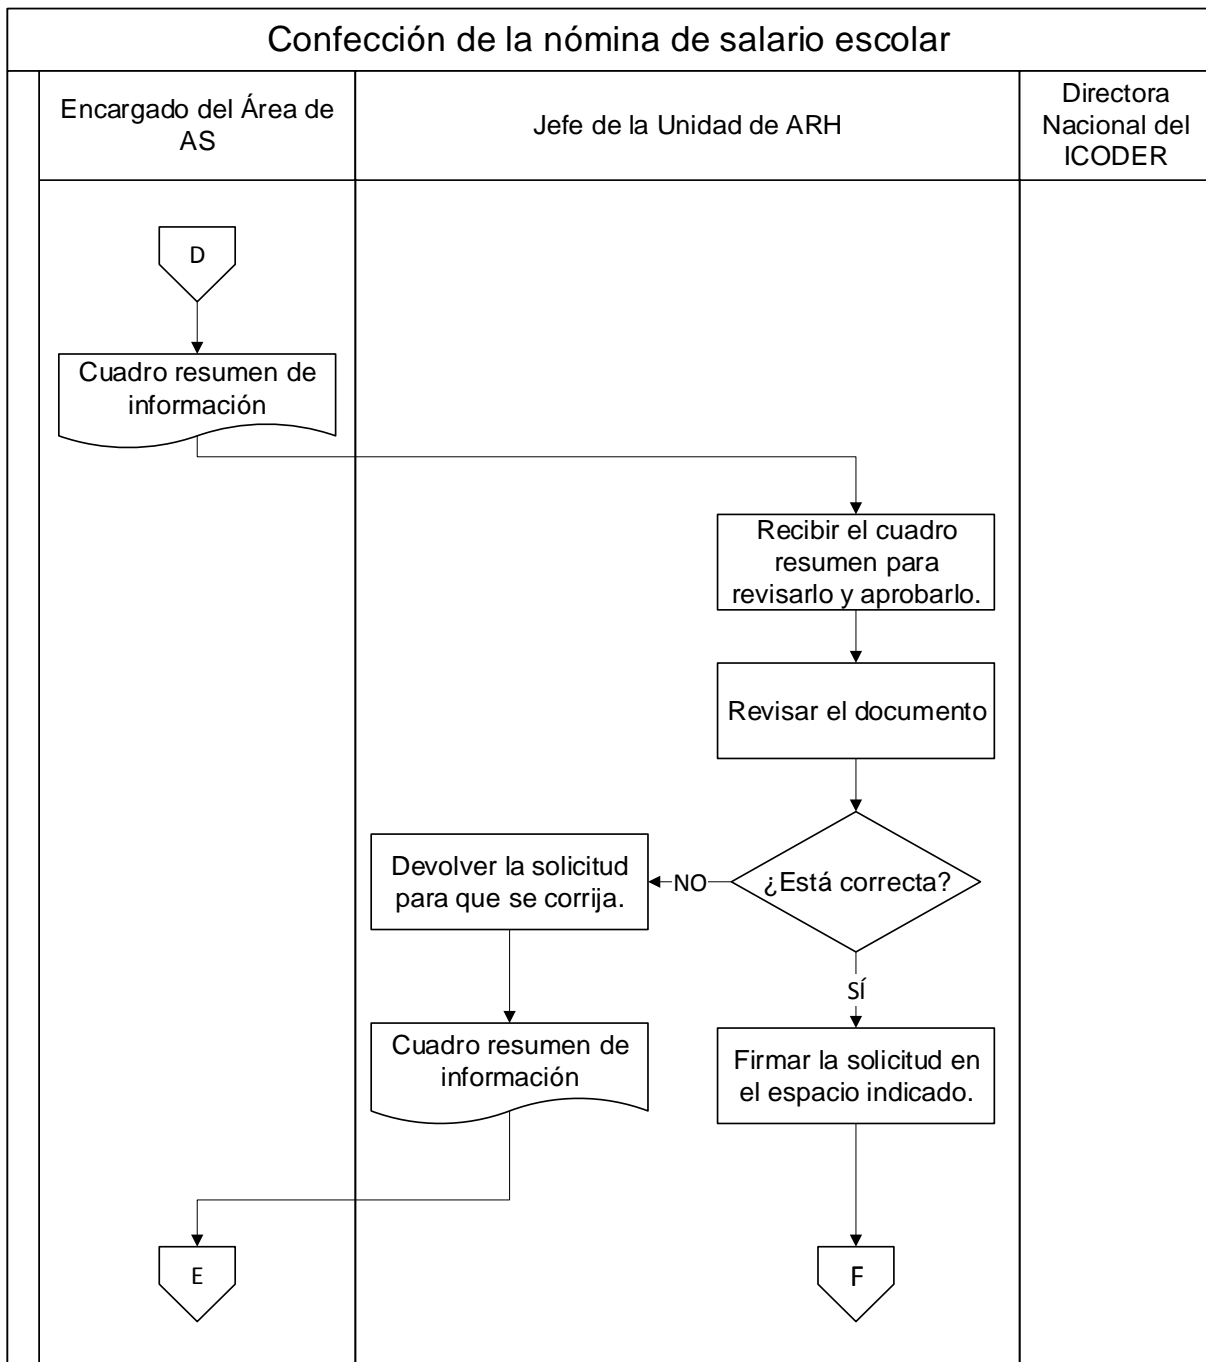 Confección de la nómina de salario escolar
Encargado del Área de
AS
Jefe de la Unidad de ARH
Directora
Nacional del
ICODER
D
Cuadro resumen de
información
Recibir el cuadro
resumen para
revisarlo y aprobarlo.
Revisar el documento
¿Está correcta?
NO
Devolver la solicitud
para que se corrija.
SÍ
Cuadro resumen de
información
Firmar la solicitud en
el espacio indicado.
E
F